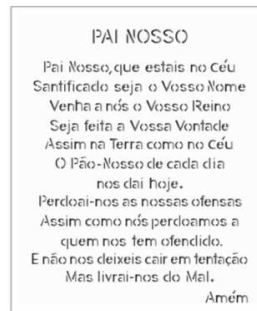 PAI NOSSO
Pai Nosso, que estais no Céu
Santificado seja o Vosso Nome
Venha a nós o Vosso Reino
Seja feita a Vossa Vontade
Assim na Terra como no Céu
O Pão-Nosso de cada dia
nos dai hoje.
Perdoai-nos as nossas ofensas
Assim como nós perdoamos a
quem nos tem ofendido.
E não nos deixeis cair em tentação
Mas livrai-nos do Mal.
Amém